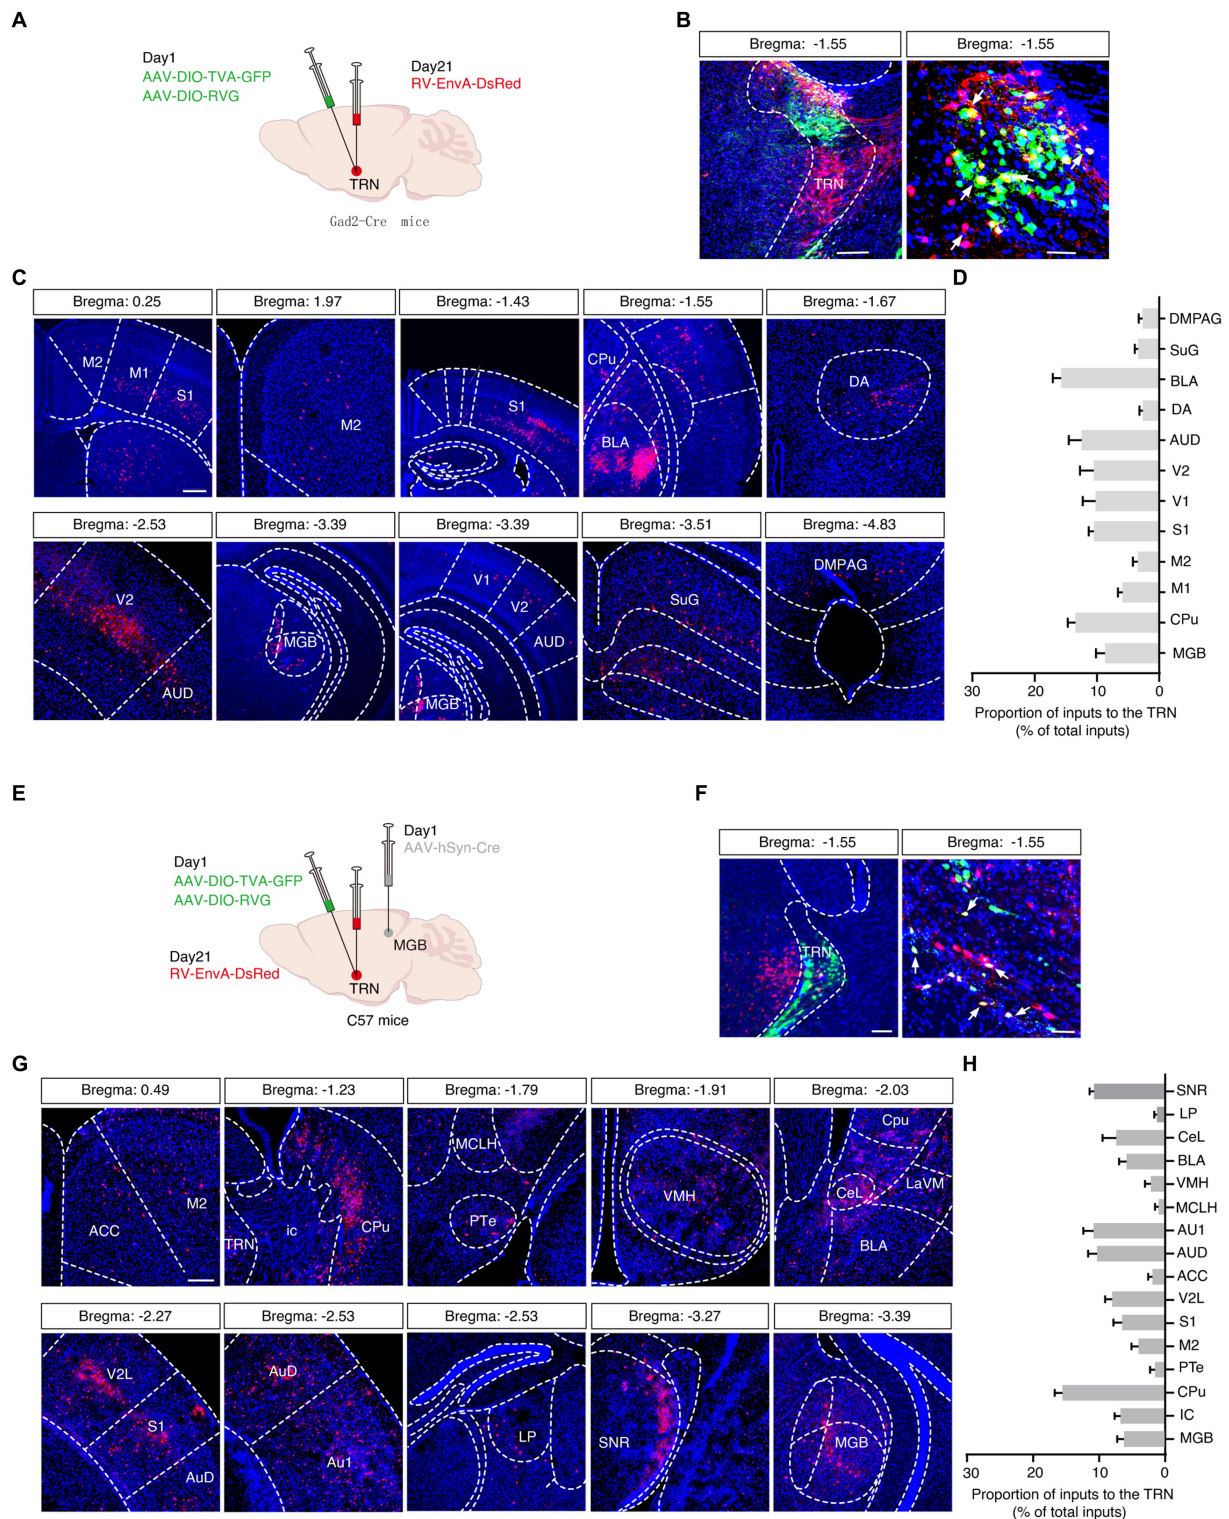 A
Day1
AAV-DIO-TVA-GFP
AAV-DIO-RVG
Day21
RV-EnvA-DsRed
TRN
Gad2-Cre mice
B
Bregma: -1.55
Bregma: -1.55
TRN
C
Bregma: 0.25
Bregma: 1.97
Bregma: -1.43
Bregma: -1.55
Bregma: -1.67
M2
M1
S1
M2
S1
CPu
BLA
DA
Bregma: -2.53
Bregma: -3.39
Bregma: -3.39
Bregma: -3.51
Bregma: -4.83
V2
AUD
MGB
V1
V2
AUD
MGB
SuG
DMPAG
D
DMPAG
SuG
BLA
DA
AUD
V2
V1
S1
M2
M1
CPu
MGB
30 20 10 0
Proportion of inputs to the TRN
(% of total inputs)
E
Day1
AAV-hSyn-Cre
Day1
AAV-DIO-TVA-GFP
AAV-DIO-RVG
MGB
Day21
RV-EnvA-DsRed
TRN
C57 mice
F
Bregma: -1.55
Bregma: -1.55
TRN
G
Bregma: 0.49
Bregma: -1.23
Bregma: -1.79
Bregma: -1.91
Bregma: -2.03
ACC
M2
TRN
ic
CPu
MCLH
PTe
VMH
Cpu
CeL
LaVM
BLA
Bregma: -2.27
Bregma: -2.53
Bregma: -2.53
Bregma: -3.27
Bregma: -3.39
V2L
S1
AuD
AuD
Au1
LP
SNR
MGB
H
SNR
LP
CeL
BLA
VMH
MCLH
AU1
AUD
ACC
V2L
S1
M2
PTe
CPu
IC
MGB
30 20 10 0
Proportion of inputs to the TRN
(% of total inputs)